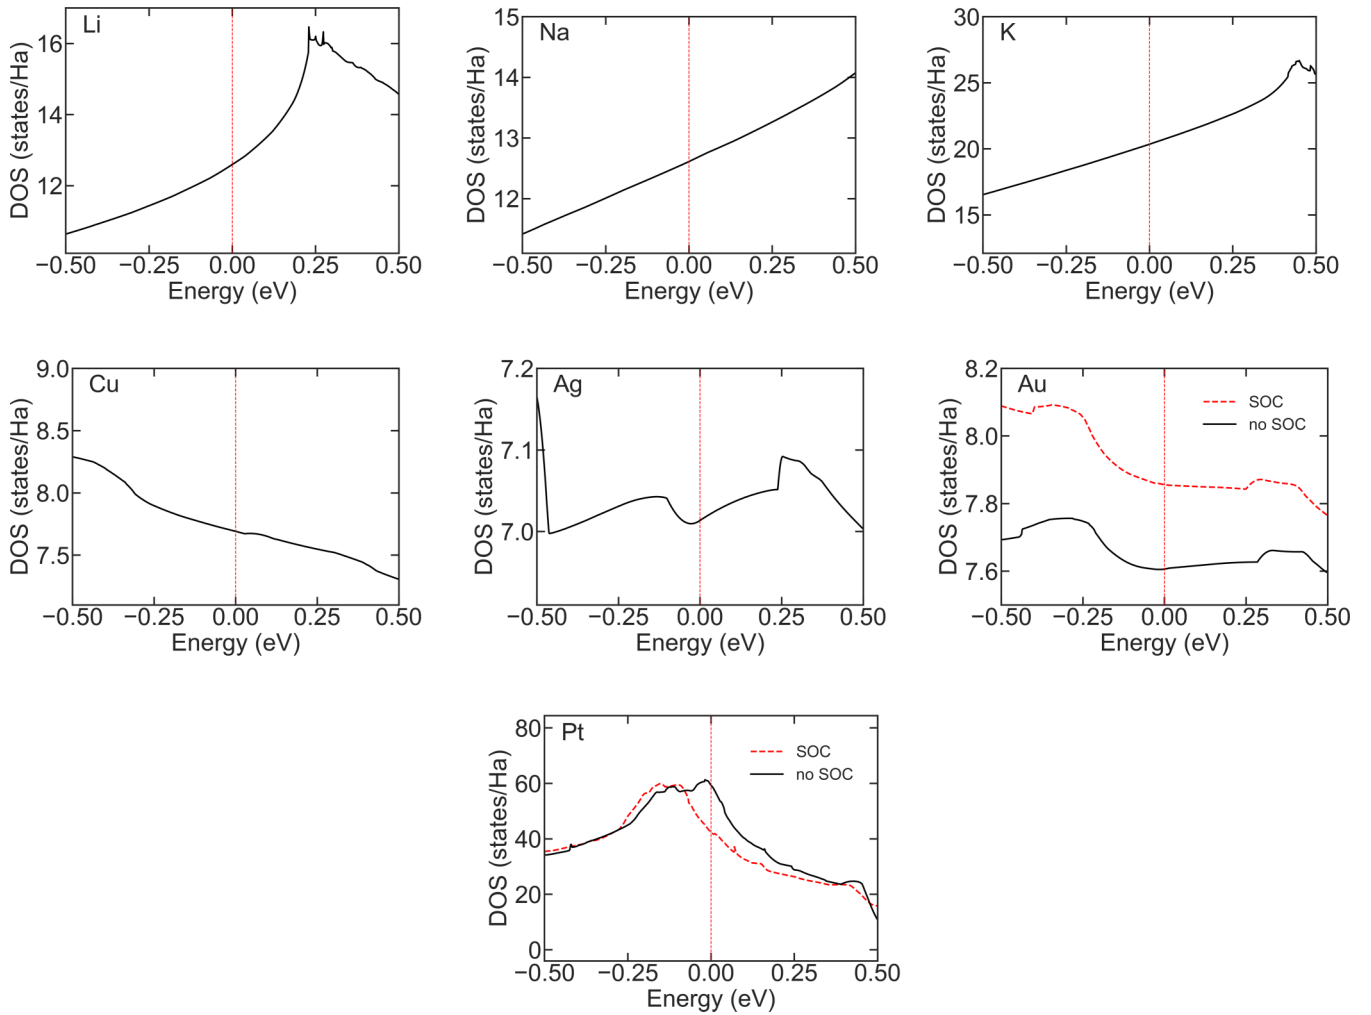 Li
DOS (states/Ha)
16
14
12
−0.50 −0.25 0.00 0.25 0.50
Energy (eV)
Na
DOS (states/Ha)
15
14
13
12
−0.50 −0.25 0.00 0.25 0.50
Energy (eV)
K
DOS (states/Ha)
30
25
20
15
−0.50 −0.25 0.00 0.25 0.50
Energy (eV)
Cu
DOS (states/Ha)
9.0
8.5
8.0
7.5
−0.50 −0.25 0.00 0.25 0.50
Energy (eV)
Ag
DOS (states/Ha)
7.2
7.1
7.0
−0.50 −0.25 0.00 0.25 0.50
Energy (eV)
Au
SOC
no SOC
DOS (states/Ha)
8.2
8.0
7.8
7.6
−0.50 −0.25 0.00 0.25 0.50
Energy (eV)
Pt
SOC
no SOC
DOS (states/Ha)
80
60
40
20
0
−0.50 −0.25 0.00 0.25 0.50
Energy (eV)